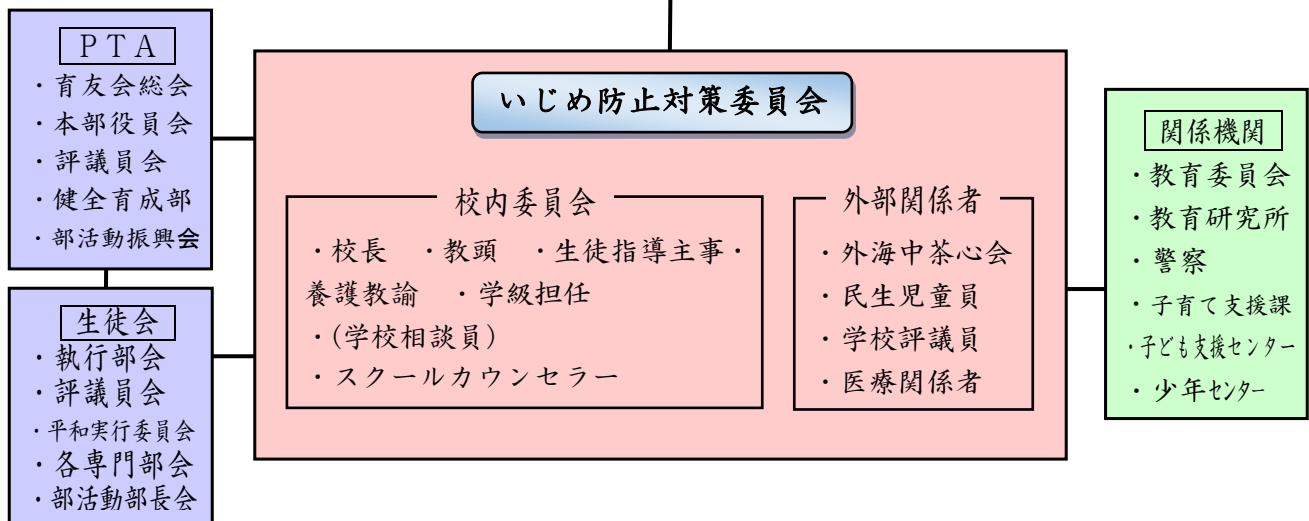 ＰＴＡ
・育友会総会
・本部役員会
・評議員会
・健全育成部
・部活動振興会
生徒会
・執行部会
・評議員会
・平和実行委員会
・各専門部会
・部活動部長会
いじめ防止対策委員会
校内委員会
・校長　・教頭　・生徒指導主事・
養護教諭　・学級担任
・(学校相談員)
・スクールカウンセラー
外部関係者
・外海中茶心会
・民生児童員
・学校評議員
・医療関係者
関係機関
・教育委員会
・教育研究所
・警察
・子育て支援課
・子ども支援センター
・少年センター